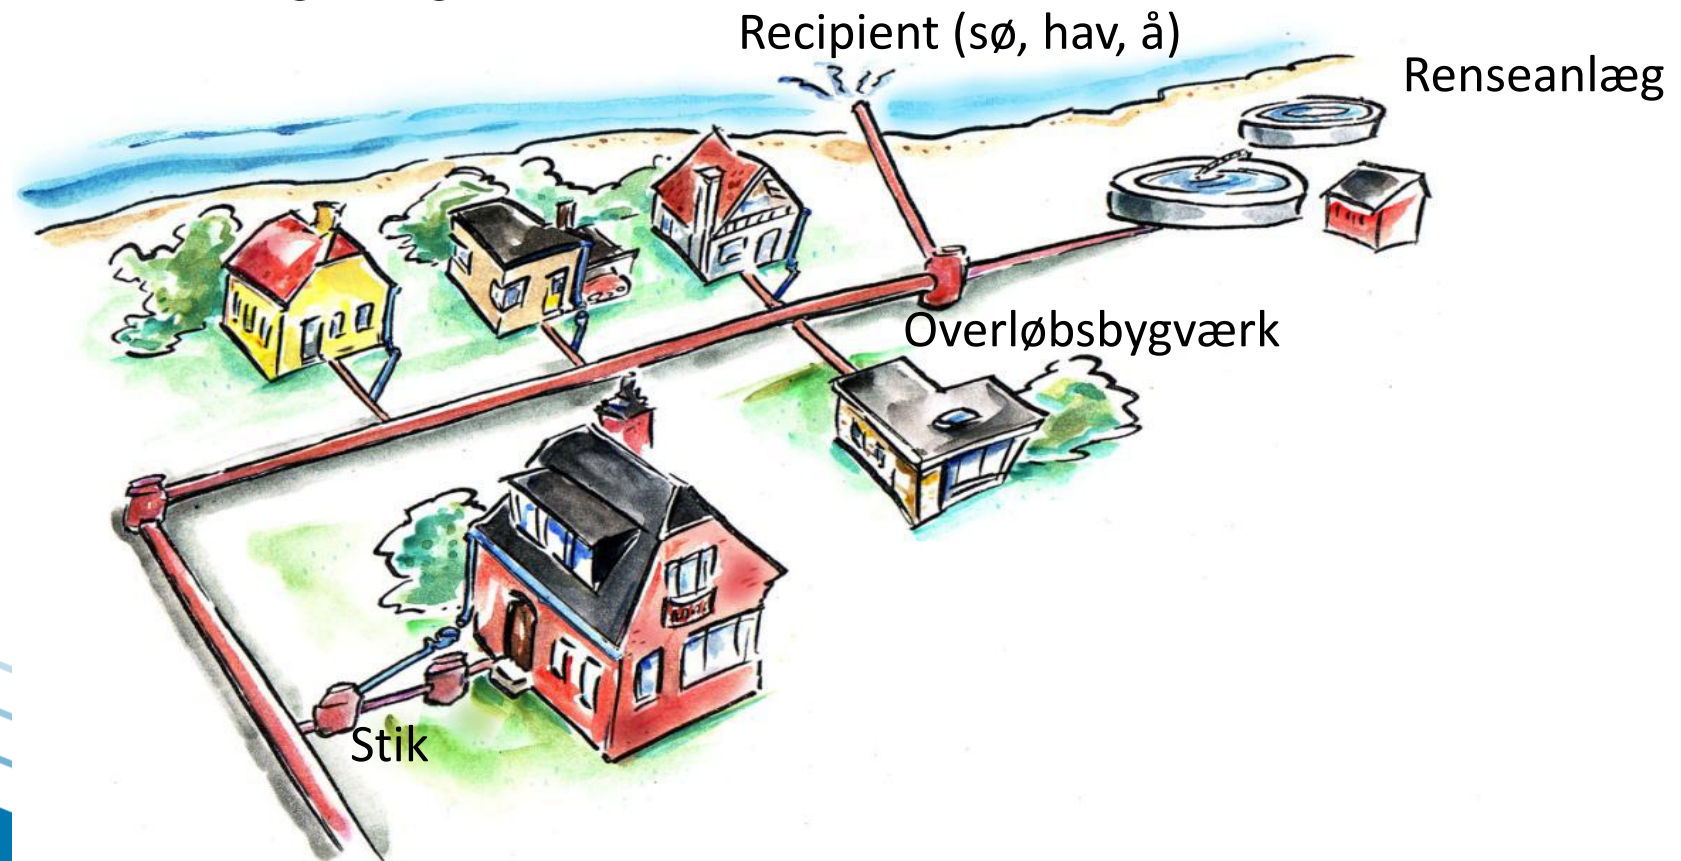 Recipient (sø, hav, å)
Renseanlæg
Overløbsbygværk
Stik